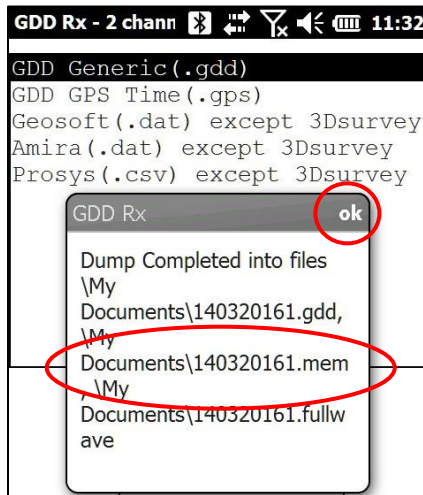 GDD Rx - 2 chann 11:32
GDD Generic(.gdd)
GDD GPS Time(.gps)
Geosoft(.dat) except 3Dsurvey
Amira(.dat) except 3Dsurvey
Prosys(.csv) except 3Dsurvey
GDD Rx ok
Dump Completed into files
\My
Documents\140320161.gdd,
\My
Documents\140320161.mem
, \My
Documents\140320161.fullw
ave